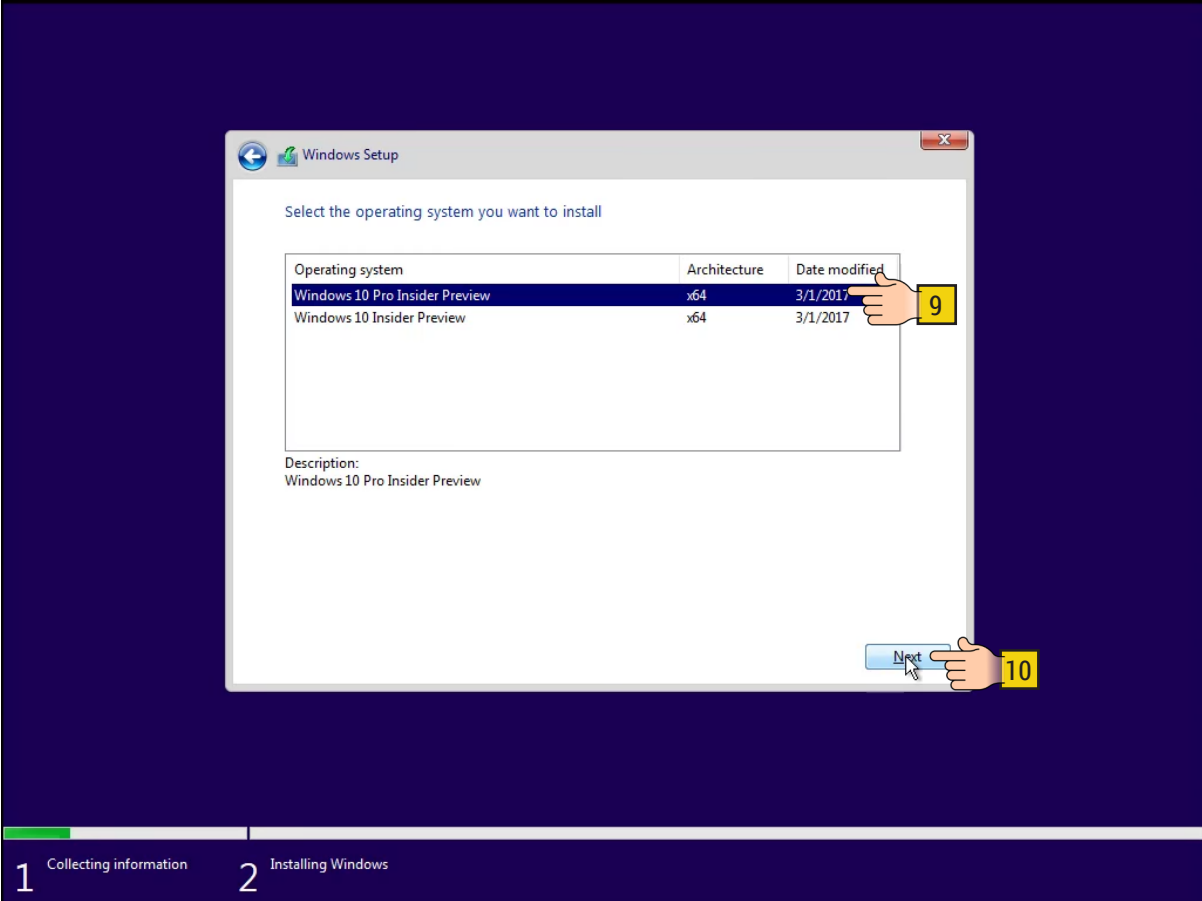 Windows Setup
X
Select the operating system you want to install
Operating system Architecture Date modified
Windows 10 Pro Insider Preview x64 3/1/2017
9
Windows 10 Insider Preview x64 3/1/2017
Description:
Windows 10 Pro Insider Preview
Next
10
1 Collecting information 2 Installing Windows